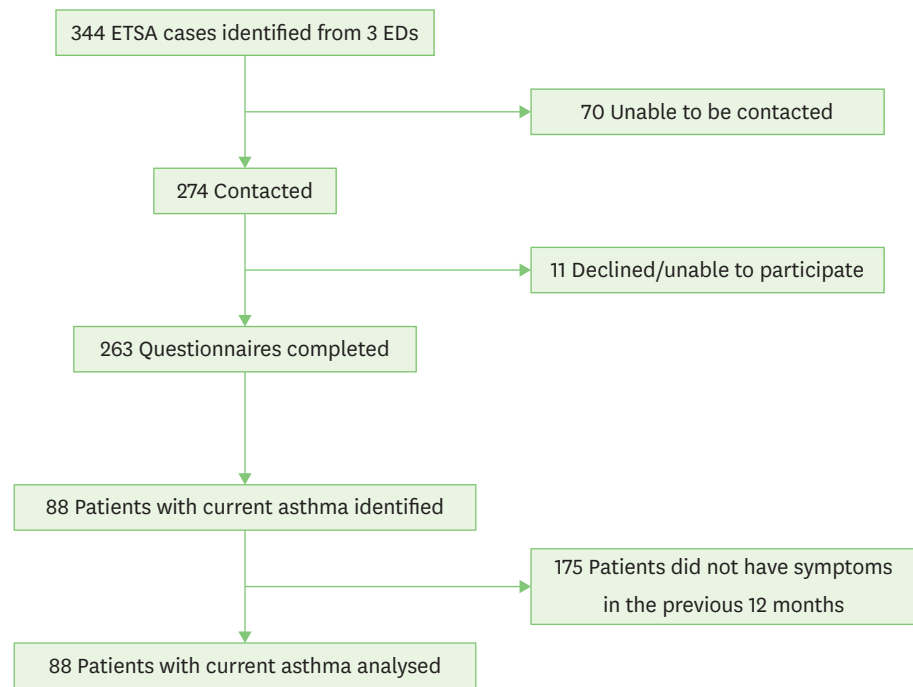 344 ETSA cases identified from 3 EDs
70 Unable to be contacted
274 Contacted
11 Declined/unable to participate
263 Questionnaires completed
88 Patients with current asthma identified
175 Patients did not have symptoms
in the previous 12 months
88 Patients with current asthma analysed